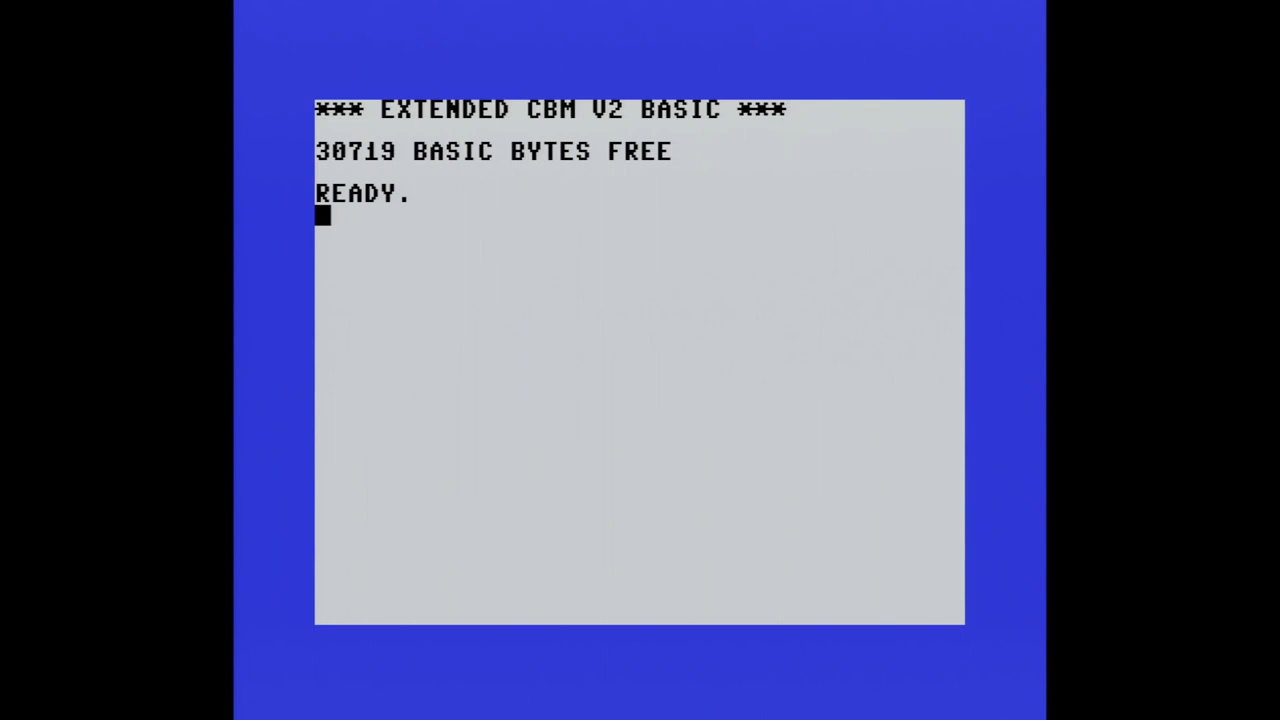 *** EXTENDED CBM V2 BASIC ***
30719 BASIC BYTES FREE
READY.